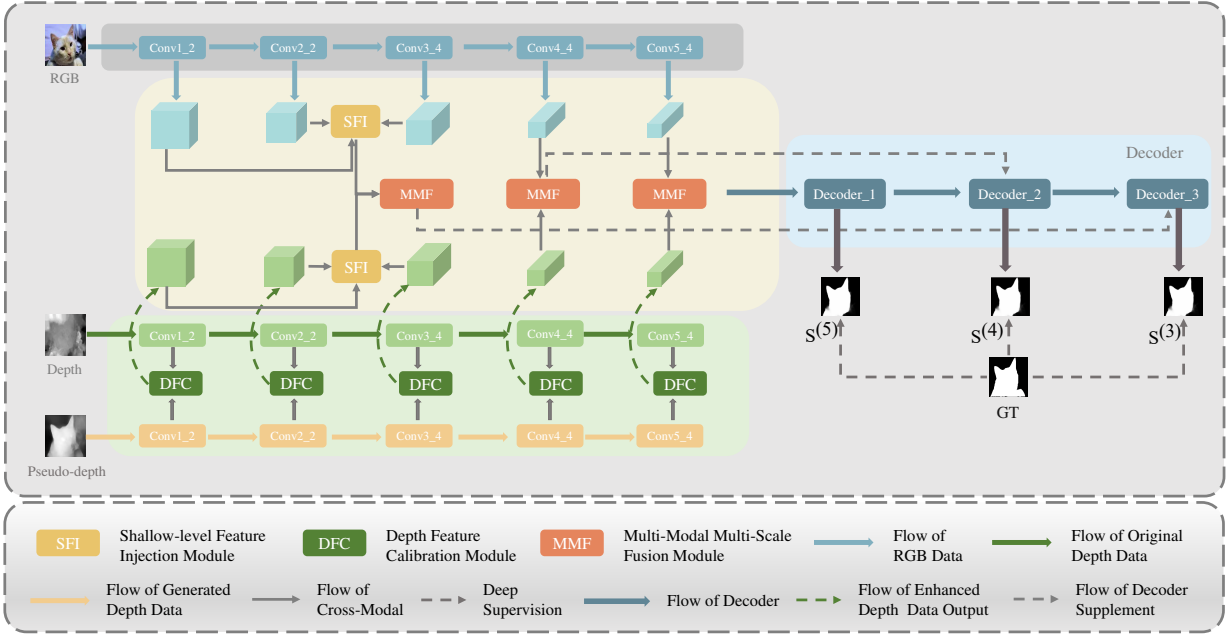 RGB
Conv1_2
Conv2_2
Conv3_4
Conv4_4
Conv5_4
SFI
Decoder
MMF
MMF
MMF
Decoder_1
Decoder_2
Decoder_3
SFI
S(5)
S(4)
S(3)
Depth
Conv1_2
Conv2_2
Conv3_4
Conv4_4
Conv5_4
DFC
DFC
DFC
DFC
DFC
GT
Pseudo-depth
Conv1_2
Conv2_2
Conv3_4
Conv4_4
Conv5_4
SFI
Shallow-level Feature
Injection Module
DFC
Depth Feature
Calibration Module
MMF
Multi-Modal Multi-Scale
Fusion Module
Flow of
RGB Data
Flow of Original
Depth Data
Flow of Generated
Depth Data
Flow of
Cross-Modal
Deep
Supervision
Flow of Decoder
Flow of Enhanced
Depth Data Output
Flow of Decoder
Supplement